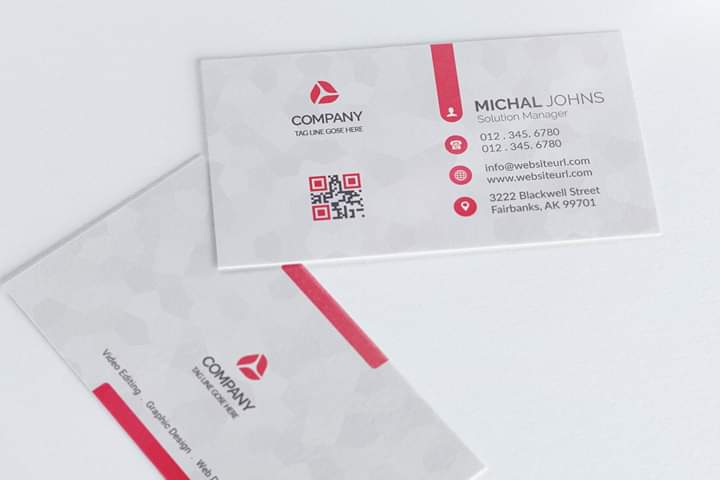 COMPANY
TAG LINE GOSE HERE
MICHAL JOHNS
Solution Manager
012 . 345. 6780
012 . 345. 6780
info@websiteurl.com
www.websiteurl.com
3222 Blackwell Street
Fairbanks, AK 99701
COMPANY
TAG LINE GOSE HERE
Video Editing . Graphic Design . Web